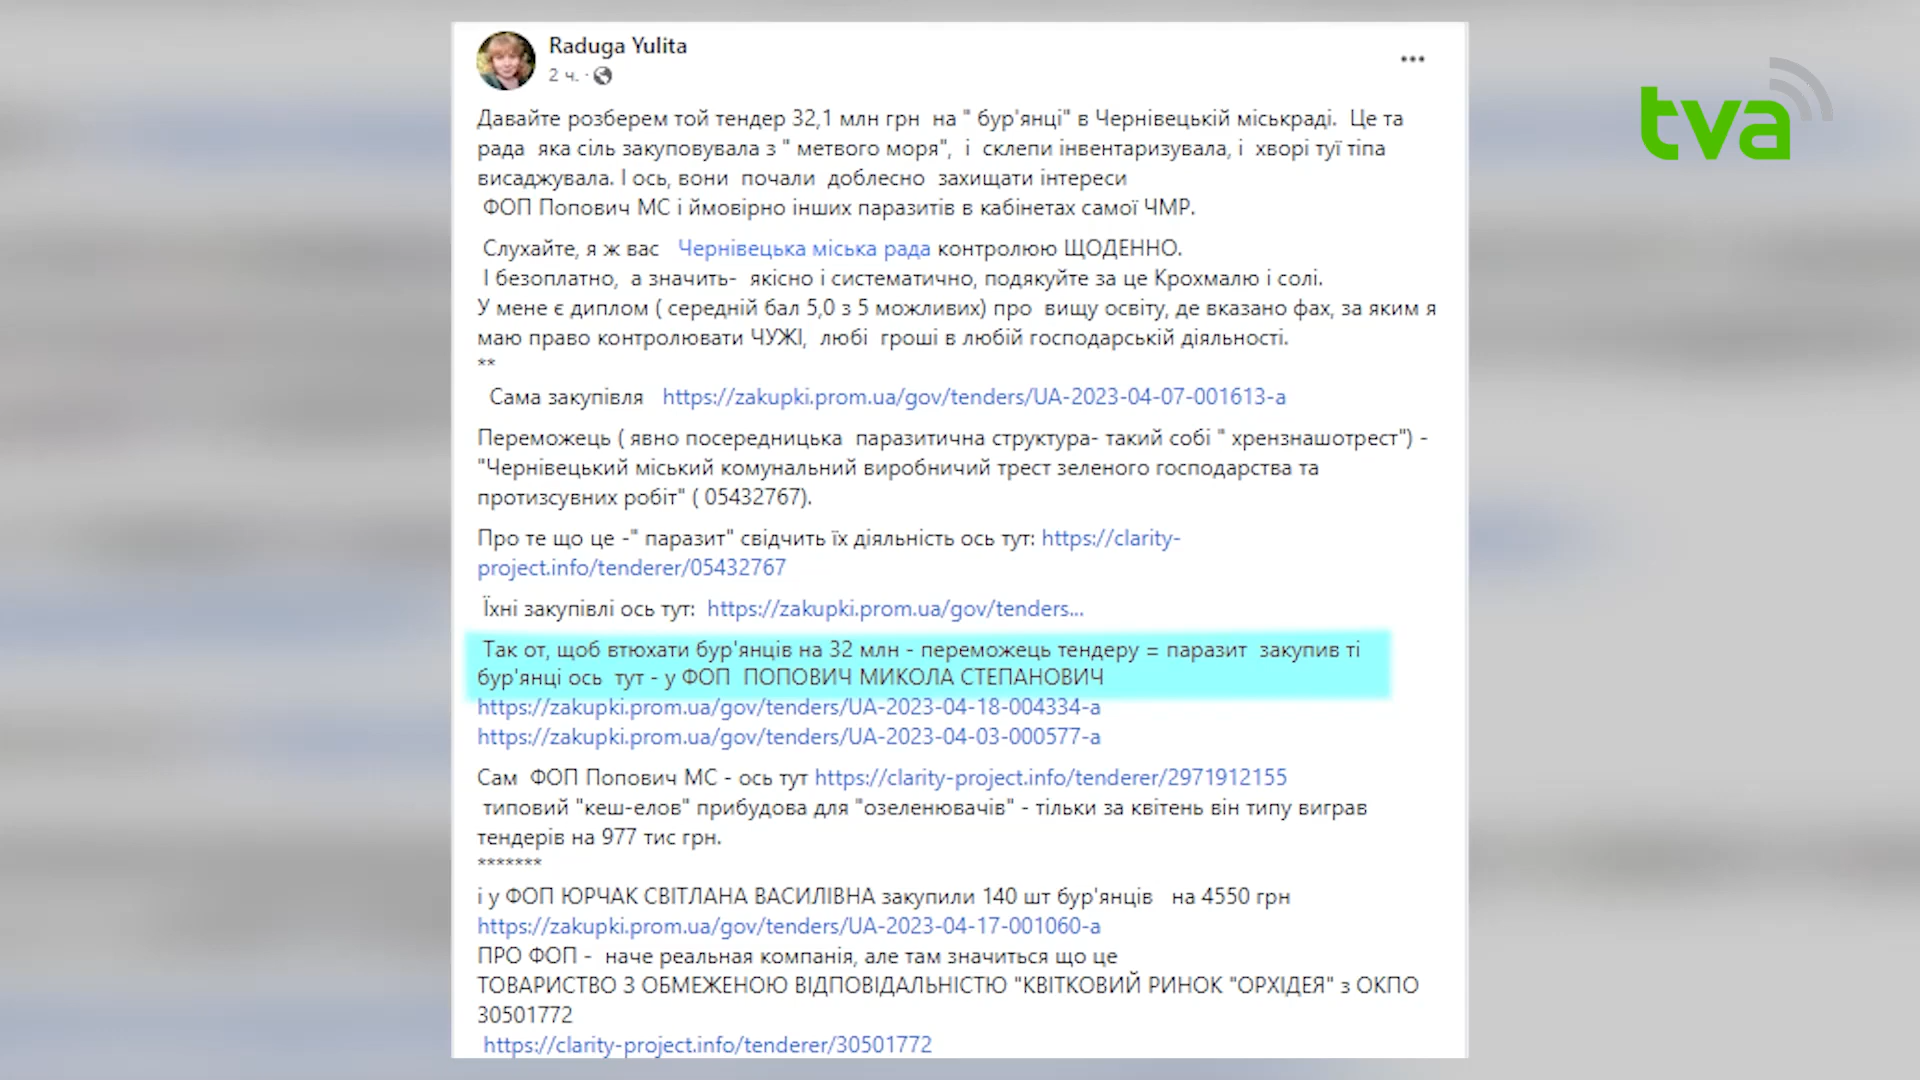 Raduga Yulita
2 ч. ·
tva
Давайте розберем той тендер 32,1 млн грн на " бур'янці" в Чернівецькій міськраді. Це та
рада яка сіль закуповувала з " метвого моря", і склепи інвентаризувала, і хворі туї тіпа
висаджувала. І ось, вони почали доблесно захищати інтереси
ФОП Попович МС і ймовірно інших паразитів в кабінетах самої ЧМР.
Слухайте, я ж вас Чернівецька міська рада контролюю ЩОДЕННО.
І безоплатно, а значить- якісно і систематично, подякуйте за це Крохмалю і солі.
У мене є диплом ( середній бал 5,0 з 5 можливих) про вищу освіту, де вказано фах, за яким я
маю право контролювати ЧУЖІ, любі гроші в любій господарській діяльності.
**
Сама закупівля https://zakupki.prom.ua/gov/tenders/UA-2023-04-07-001613-a
Переможець ( явно посередницька паразитична структура- такий собі " хрензнашотрест") -
"Чернівецький міський комунальний виробничий трест зеленого господарства та
протизсувних робіт" ( 05432767).
Про те що це -" паразит" свідчить їх діяльність ось тут: https://clarity-
project.info/tenderer/05432767
Їхні закупівлі ось тут: https://zakupki.prom.ua/gov/tenders...
Так от, щоб втюхати бур'янців на 32 млн - переможець тендеру = паразит закупив ті
бур'янці ось тут - у ФОП ПОПОВИЧ МИКОЛА СТЕПАНОВИЧ
https://zakupki.prom.ua/gov/tenders/UA-2023-04-18-004334-a
https://zakupki.prom.ua/gov/tenders/UA-2023-04-03-000577-a
Сам ФОП Попович МС - ось тут https://clarity-project.info/tenderer/2971912155
типовий "кеш-елов" прибудова для "озеленювачів" - тільки за квітень він типу виграв
тендерів на 977 тис грн.
*******
і у ФОП ЮРЧАК СВІТЛАНА ВАСИЛІВНА закупили 140 шт бур'янців на 4550 грн
https://zakupki.prom.ua/gov/tenders/UA-2023-04-17-001060-a
ПРО ФОП - наче реальна компанія, але там значиться що це
ТОВАРИСТВО З ОБМЕЖЕНОЮ ВІДПОВІДАЛЬНІСТЮ "КВІТКОВИЙ РИНОК "ОРХІДЕЯ" з ОКПО
30501772
https://clarity-project.info/tenderer/30501772